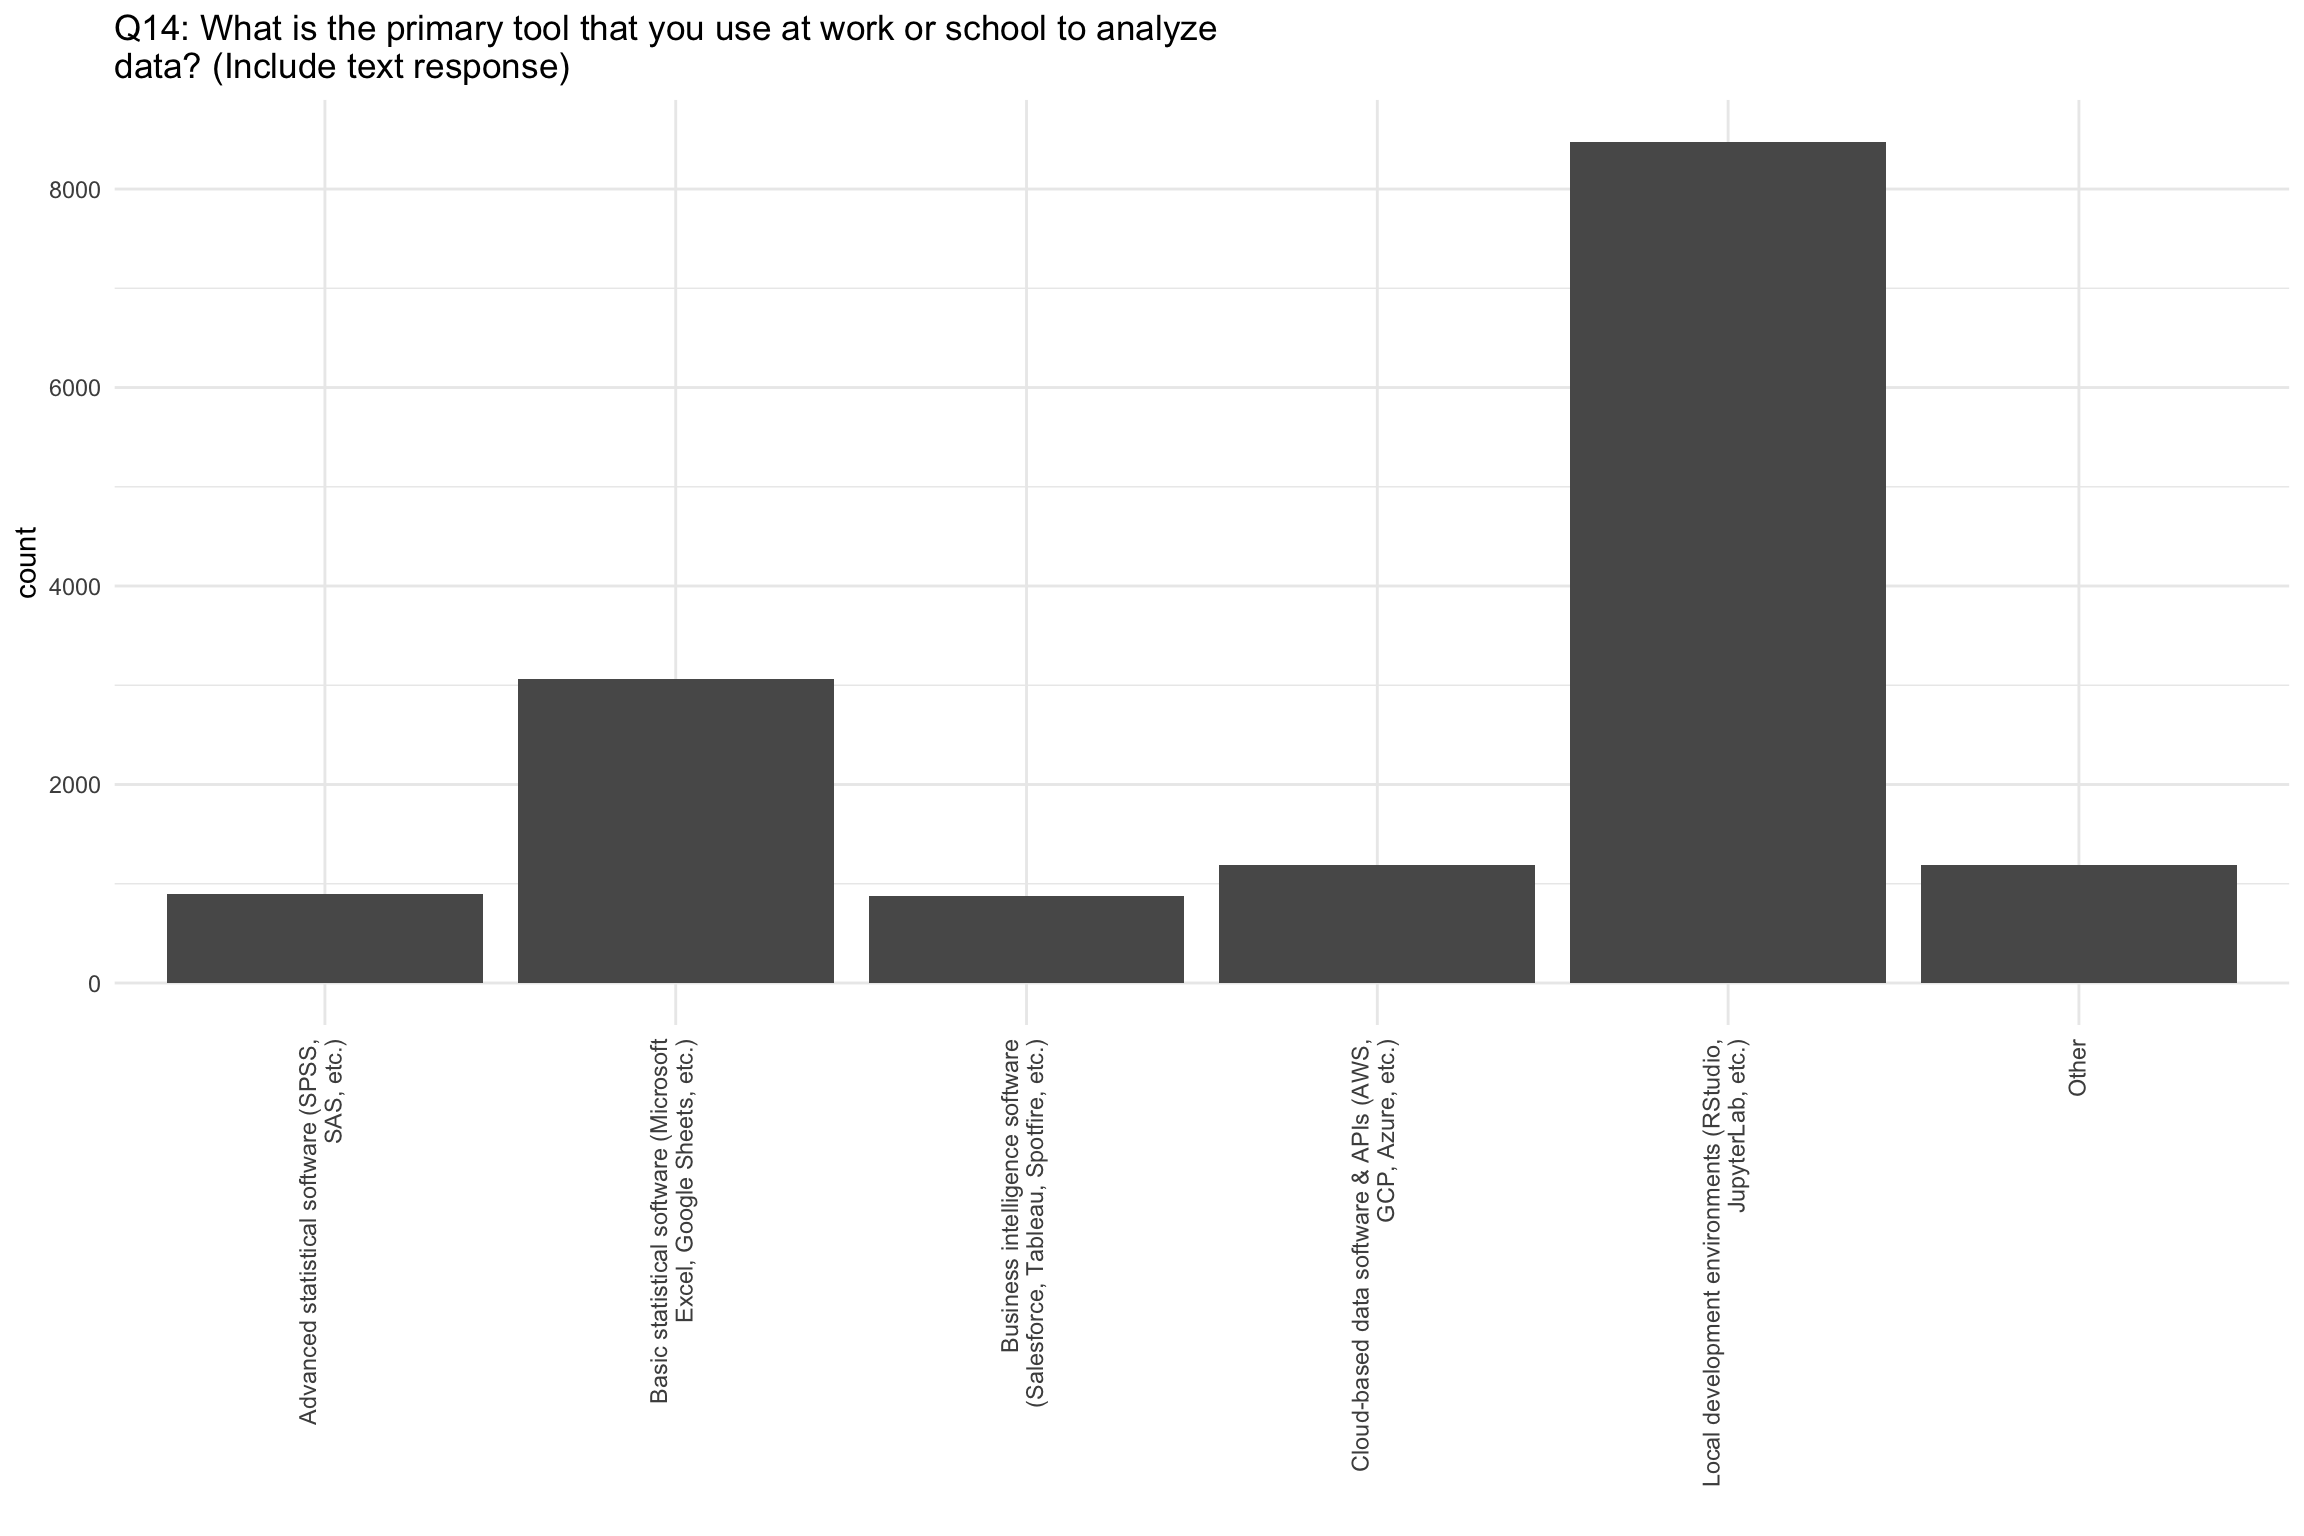 Q14: What is the primary tool that you use at work or school to analyze
data? (Include text response)
count
8000
6000
4000
2000
0
Advanced statistical software (SPSS,
SAS, etc.)
Basic statistical software (Microsoft
Excel, Google Sheets, etc.)
Business intelligence software
(Salesforce, Tableau, Spotfire, etc.)
Cloud-based data software & APIs (AWS,
GCP, Azure, etc.)
Local development environments (RStudio,
JupyterLab, etc.)
Other